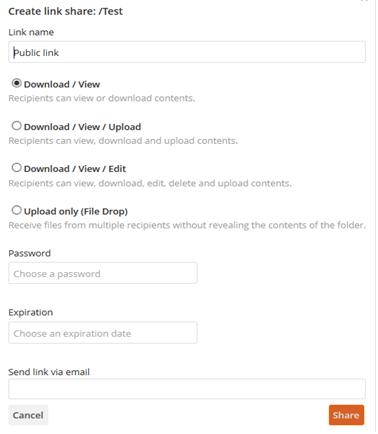 Create link share: /Test
Link name
Public link
Download / View
Recipients can view or download contents.
Download / View / Upload
Recipients can view, download and upload contents.
Download / View / Edit
Recipients can view, download, edit, delete and upload contents.
Upload only (File Drop)
Receive files from multiple recipients without revealing the contents of the folder.
Password
Choose a password
Expiration
Choose an expiration date
Send link via email
Cancel
Share